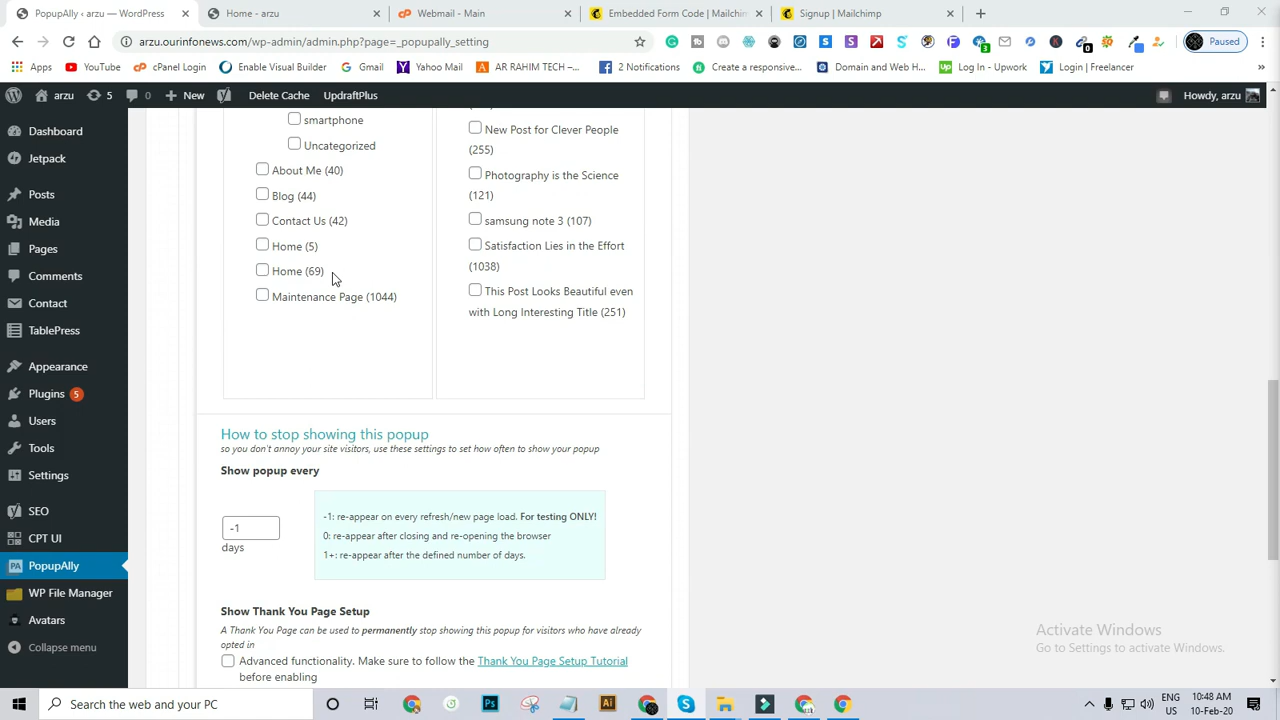 PopupAlly ‹ arzu — WordPress
Home - arzu
Webmail - Main
Embedded Form Code | Mailchim
Signup | Mailchimp
arzu.ourinfonews.com/wp-admin/admin.php?page=_popupally_setting
Paused
Apps
YouTube
cPanel Login
Enable Visual Builder
Gmail
Yahoo Mail
AR RAHIM TECH –...
2 Notifications
Create a responsive...
Domain and Web H...
Log In - Upwork
Login | Freelancer
arzu
5
0
New
Delete Cache
UpdraftPlus
Howdy, arzu
Dashboard
Jetpack
Posts
Media
Pages
Comments
Contact
TablePress
Appearance
Plugins 5
Users
Tools
Settings
SEO
CPT UI
PopupAlly
WP File Manager
Avatars
Collapse menu
smartphone
Uncategorized
About Me (40)
Blog (44)
Contact Us (42)
Home (5)
Home (69)
Maintenance Page (1044)
New Post for Clever People
(255)
Photography is the Science
(121)
samsung note 3 (107)
Satisfaction Lies in the Effort
(1038)
This Post Looks Beautiful even
with Long Interesting Title (251)
How to stop showing this popup
so you don't annoy your site visitors, use these settings to set how often to show your popup
Show popup every
-1
days
-1: re-appear on every refresh/new page load. For testing ONLY!
0: re-appear after closing and re-opening the browser
1+: re-appear after the defined number of days.
Show Thank You Page Setup
A Thank You Page can be used to permanently stop showing this popup for visitors who have already
opted in
Advanced functionality. Make sure to follow the Thank You Page Setup Tutorial
before enabling
Activate Windows
Go to Settings to activate Windows.
Search the web and your PC
ENG
US
10:48 AM
10-Feb-20